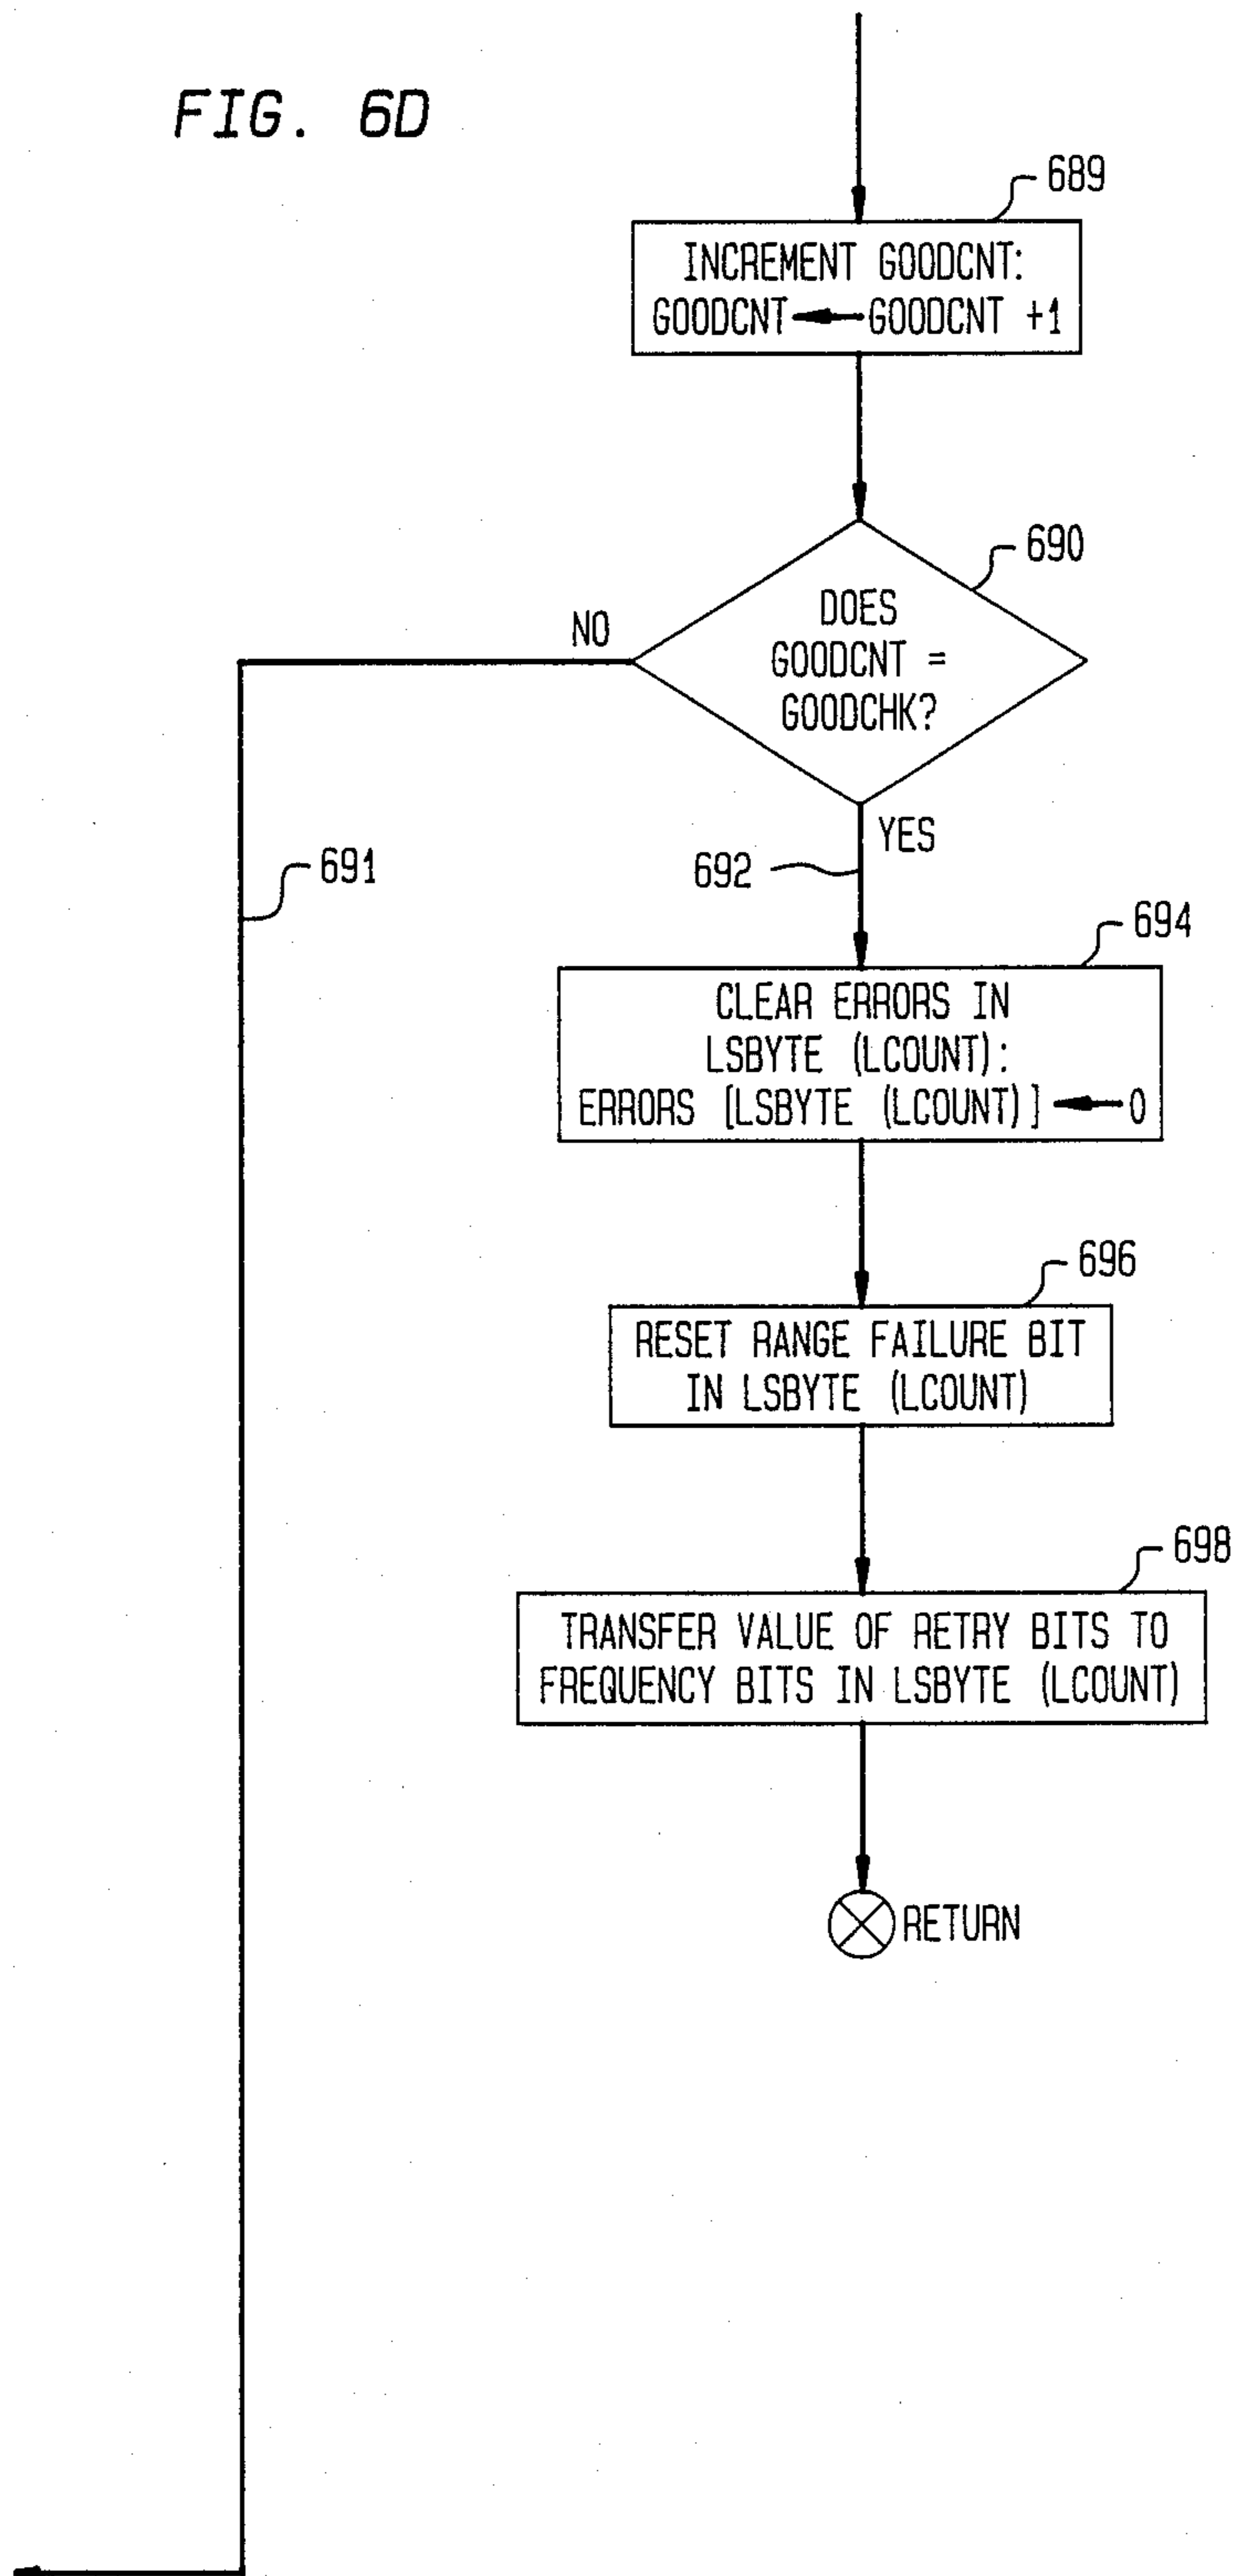 FIG. 6D
689
INCREMENT GOODCNT:
GOODCNT ← GOODCNT +1
690
DOES
GOODCNT =
GOODCHK?
NO
YES
691
692
694
CLEAR ERRORS IN
LSBYTE (LCOUNT):
ERRORS [LSBYTE (LCOUNT)] ← 0
696
RESET RANGE FAILURE BIT
IN LSBYTE (LCOUNT)
698
TRANSFER VALUE OF RETRY BITS TO
FREQUENCY BITS IN LSBYTE (LCOUNT)
RETURN